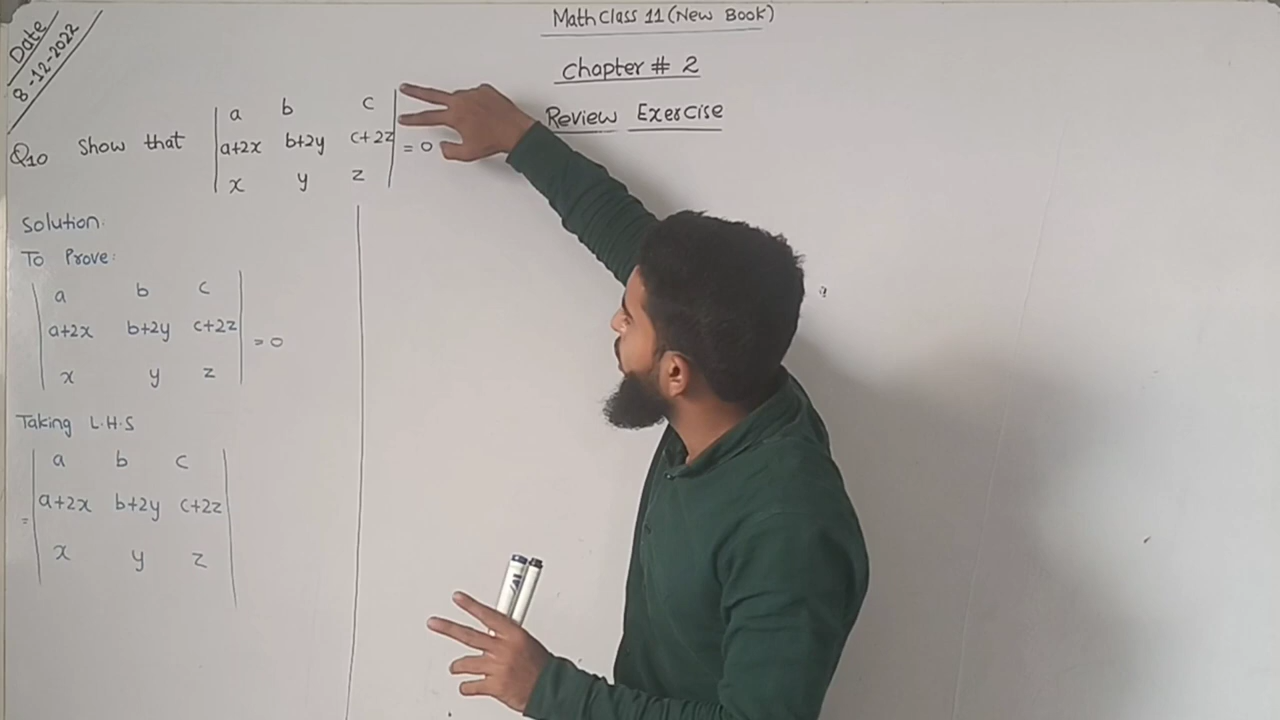 Date
8-12-2022
Math Class 11 (New Book)
Chapter # 2
Review Exercise
Q10 Show that
a b c
a+2x b+2y c+2z
x y z
= 0
Solution:
To Prove:
a b c
a+2x b+2y c+2z
x y z
= 0
Taking L.H.S
a b c
= a+2x b+2y c+2z
x y z